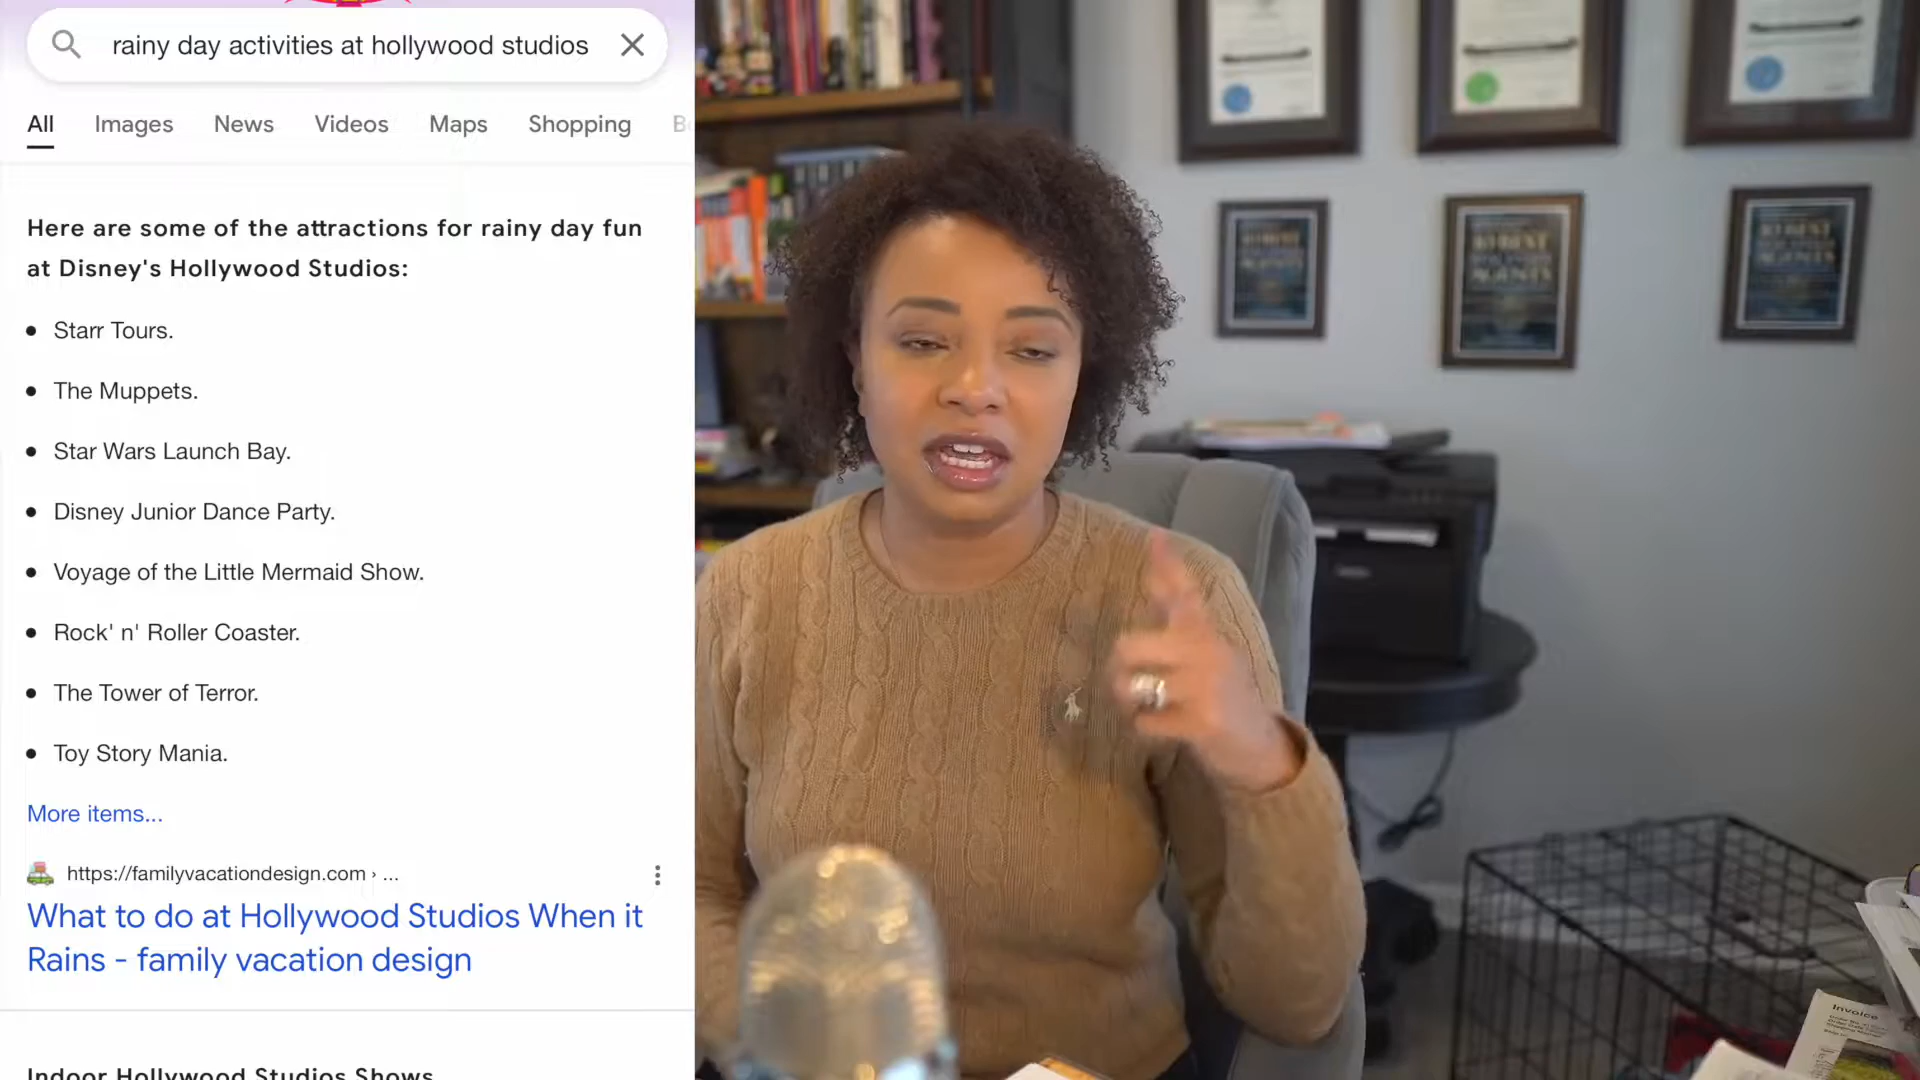 rainy day activities at hollywood studios
All Images News Videos Maps Shopping
Here are some of the attractions for rainy day fun
at Disney's Hollywood Studios:
Starr Tours.
The Muppets.
Star Wars Launch Bay.
Disney Junior Dance Party.
Voyage of the Little Mermaid Show.
Rock' n' Roller Coaster.
The Tower of Terror.
Toy Story Mania.
More items...
https://familyvacationdesign.com › ...
What to do at Hollywood Studios When it
Rains - family vacation design
Indoor Hollywood Studios Shows
10 BEST
AGENTS
Invoice